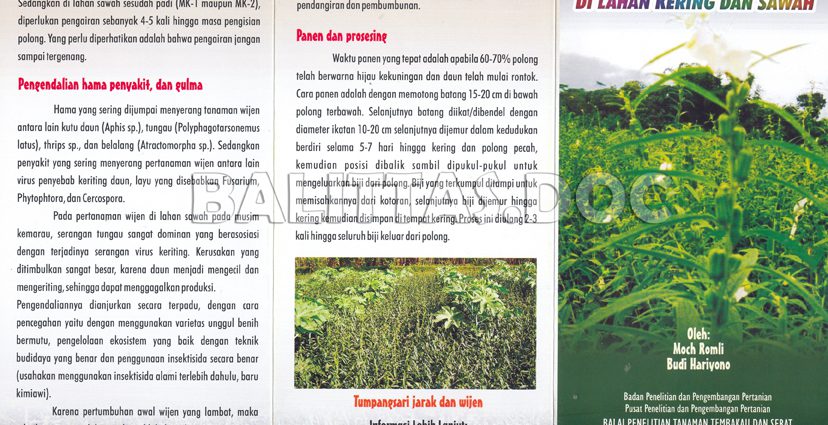 Sedangkan di lahan sawah sesudah padi (MK-1 maupun MK-2),
diperlukan pengairan sebanyak 4-5 kali hingga masa pengisian
polong. Yang perlu diperhatikan adalah bahwa pengairan jangan
sampai tergenang.
Pengendalian hama penyakit, dan gulma
Hama yang sering dijumpai menyerang tanaman wijen
antara lain kutu daun (Aphis sp.), tungau (Polyphagotarsonemus
latus), thrips sp., dan belalang (Atractomorpha sp.). Sedangkan
penyakit yang sering menyerang pertanaman wijen antara lain
virus penyebab keriting daun, layu yang disebabkan Fusarium,
Phytophtora, dan Cercospora.
Pada pertanaman wijen di lahan sawah pada musim
kemarau, serangan tungau sangat dominan yang berasosiasi
dengan terjadinya serangan virus keriting. Kerusakan yang
ditimbulkan sangat besar, karena daun menjadi mengecil dan
mengeriting, sehingga dapat menggagalkan produksi.
Pengendaliannya dianjurkan secara terpadu, dengan cara
pencegahan yaitu dengan menggunakan varietas unggul benih
bermutu, pengelolaan ekosistem yang baik dengan teknik
budidaya yang benar dan penggunaan insektisida secara benar
(usahakan menggunakan insektisida alami terlebih dahulu, baru
kimiawi).
Karena pertumbuhan awal wijen yang lambat, maka
pendangiran dan pembumbunan.
Panen dan prosesing
Waktu panen yang tepat adalah apabila 60-70% polong
telah berwarna hijau kekuningan dan daun telah mulai rontok.
Cara panen adalah dengan memotong batang 15-20 cm di bawah
polong terbawah. Selanjutnya batang diikat/dibendel dengan
diameter ikatan 10-20 cm selanjutnya dijemur dalam kedudukan
berdiri selama 5-7 hari hingga kering dan polong pecah,
kemudian posisi dibalik sambil dipukul-pukul untuk
mengeluarkan biji dari polong. Biji yang terkumpul ditampi untuk
memisahkannya dari kotoran, selanjutnya biji dijemur hingga
kering kemudian disimpan di tempat kering. Proses ini diulang 2-3
kali hingga seluruh biji keluar dari polong.
Tumpangsari jarak dan wijen
Informasi Lebih Lanjut:
DI LAHAN KERING DAN SAWAH
Oleh:
Moch Romli
Budi Hariyono
Badan Penelitian dan Pengembangan Pertanian
Pusat Penelitian dan Pengembangan Pertanian
BALAI PENELITIAN TANAMAN TEMBAKAU DAN SERAT
BALITTAS.DOC